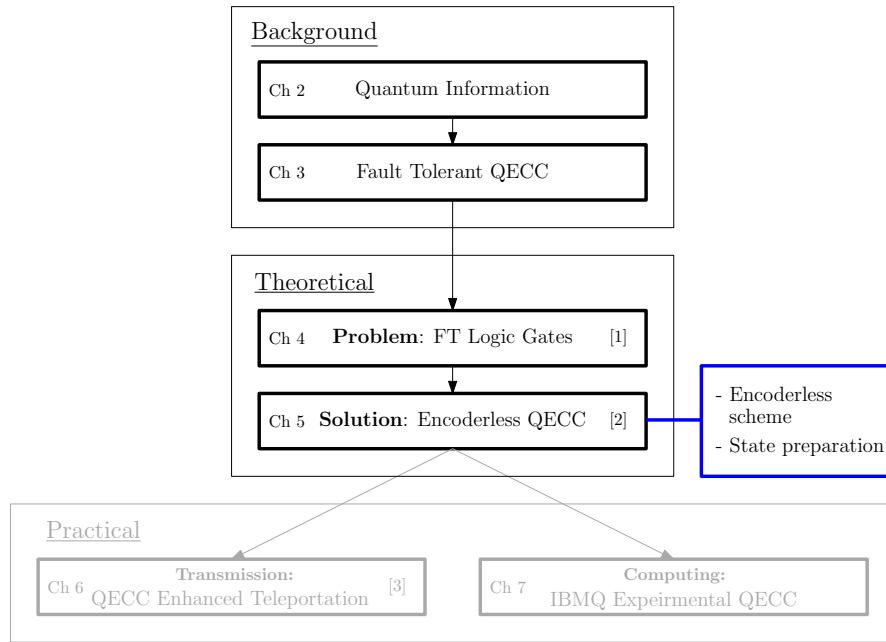 Background
Ch 2 Quantum Information
Ch 3 Fault Tolerant QECC
Theoretical
Ch 4 Problem: FT Logic Gates [1]
Ch 5 Solution: Encoderless QECC [2]
- Encoderless
scheme
- State preparation
Practical
Ch 6 Transmission:
QECC Enhanced Teleportation [3]
Ch 7 Computing:
IBMQ Expeirmental QECC